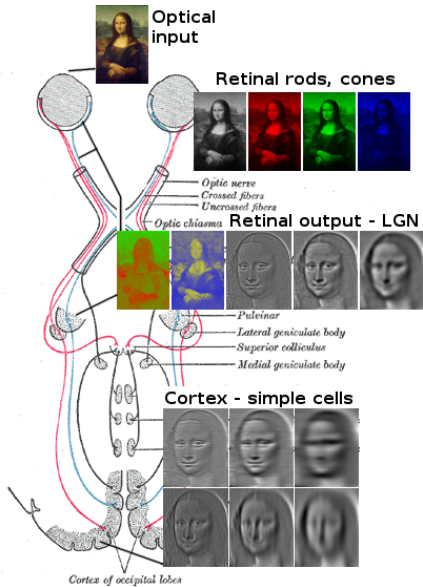 Optical
input
Retinal rods, cones
Optic nerve
Crossed fibers
Uncrossed fibers
Optic chiasma
Retinal output - LGN
Pulvinar
Lateral geniculate body
Superior colliculus
Medial geniculate body
Cortex - simple cells
Cortex of occipital lobes